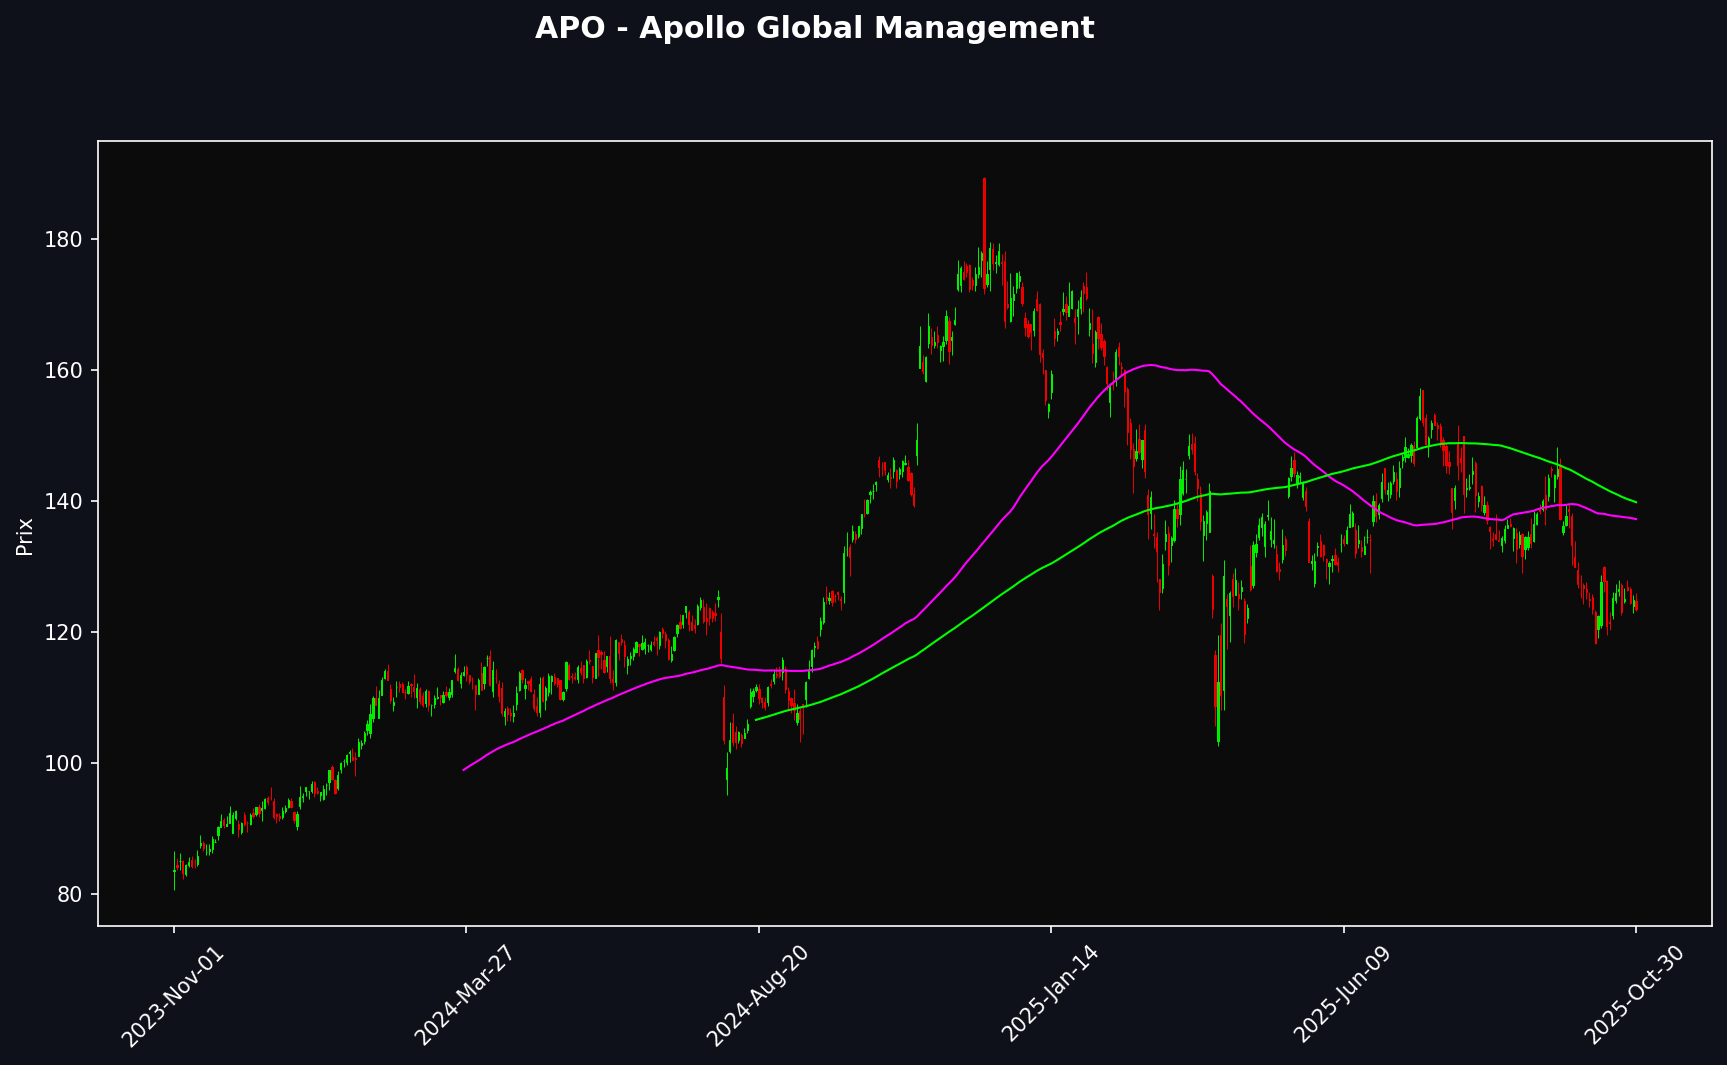 APO - Apollo Global Management
Prix
180
160
140
120
100
80
2023-Nov-01
2024-Mar-27
2024-Aug-20
2025-Jan-14
2025-Jun-09
2025-Oct-30